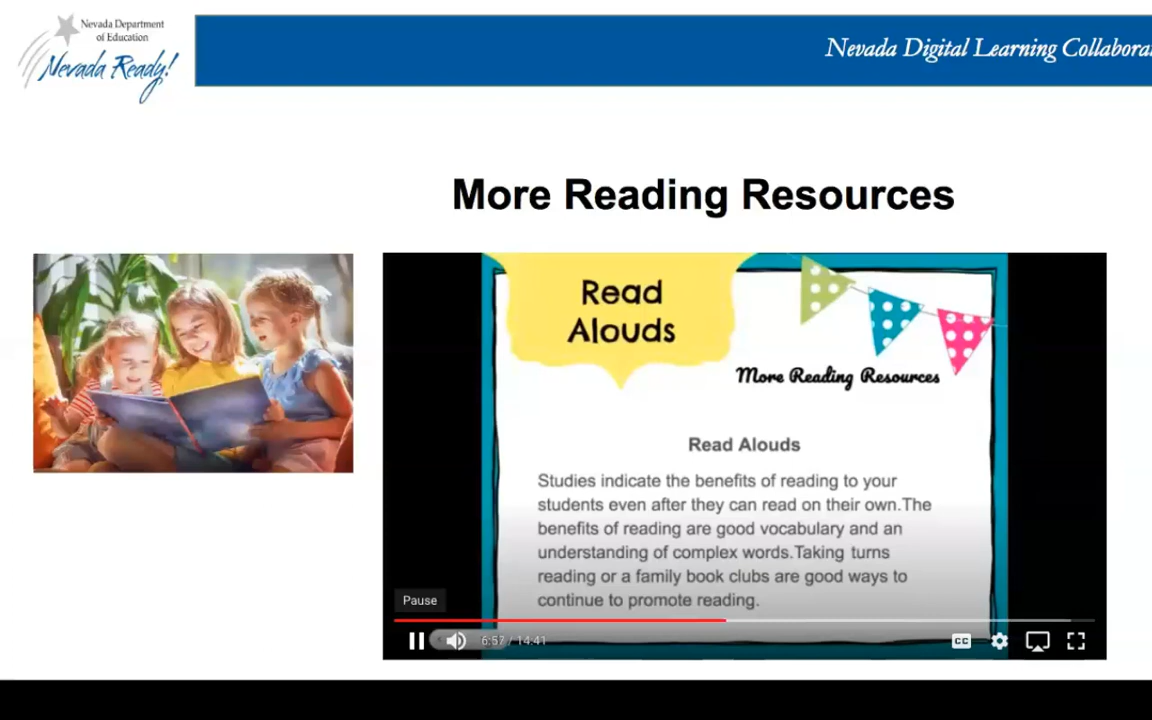 Nevada Department
of Education
Nevada Ready!
Nevada Digital Learning
More Reading Resources
Read
Alouds
More Reading Resources
Read Alouds
Studies indicate the benefits of reading to your
students even after they can read on their own.The
benefits of reading are good vocabulary and an
understanding of complex words.Taking turns
reading or a family book clubs are good ways to
continue to promote reading.
Pause
6:57 / 14:41
CC